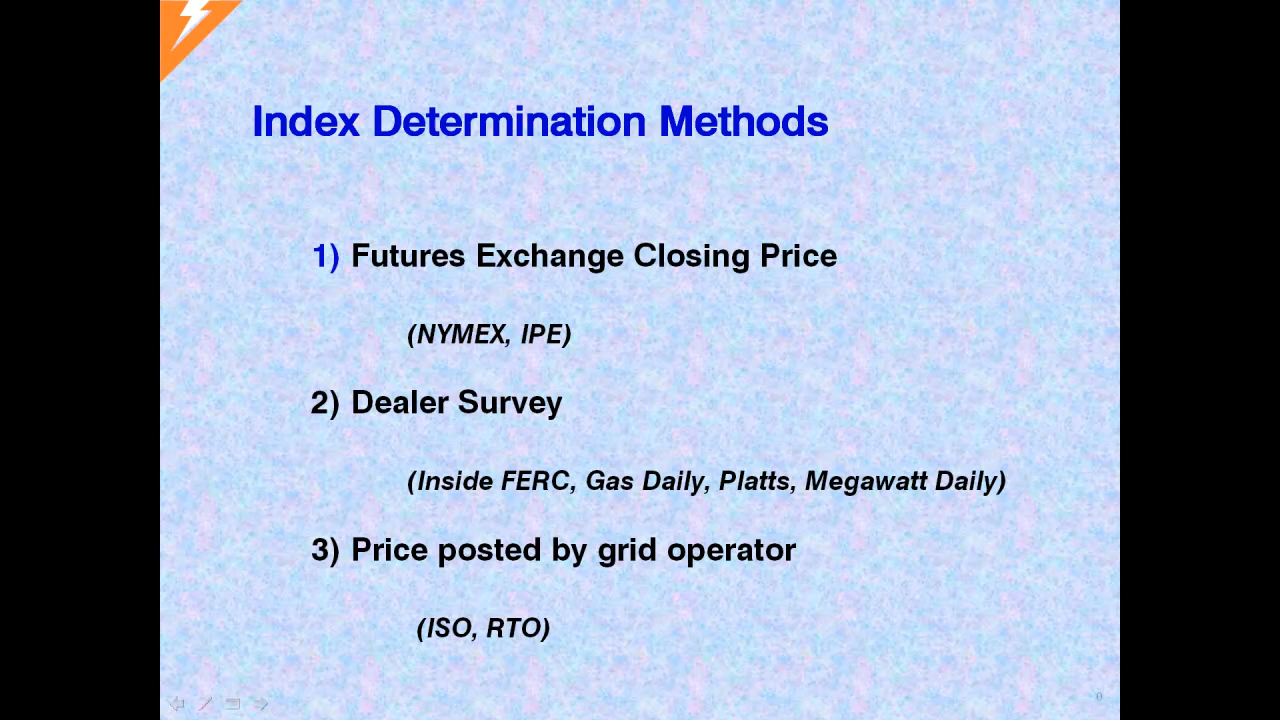 Index Determination Methods
1) Futures Exchange Closing Price
(NYMEX, IPE)
2) Dealer Survey
(Inside FERC, Gas Daily, Platts, Megawatt Daily)
3) Price posted by grid operator
(ISO, RTO)
0